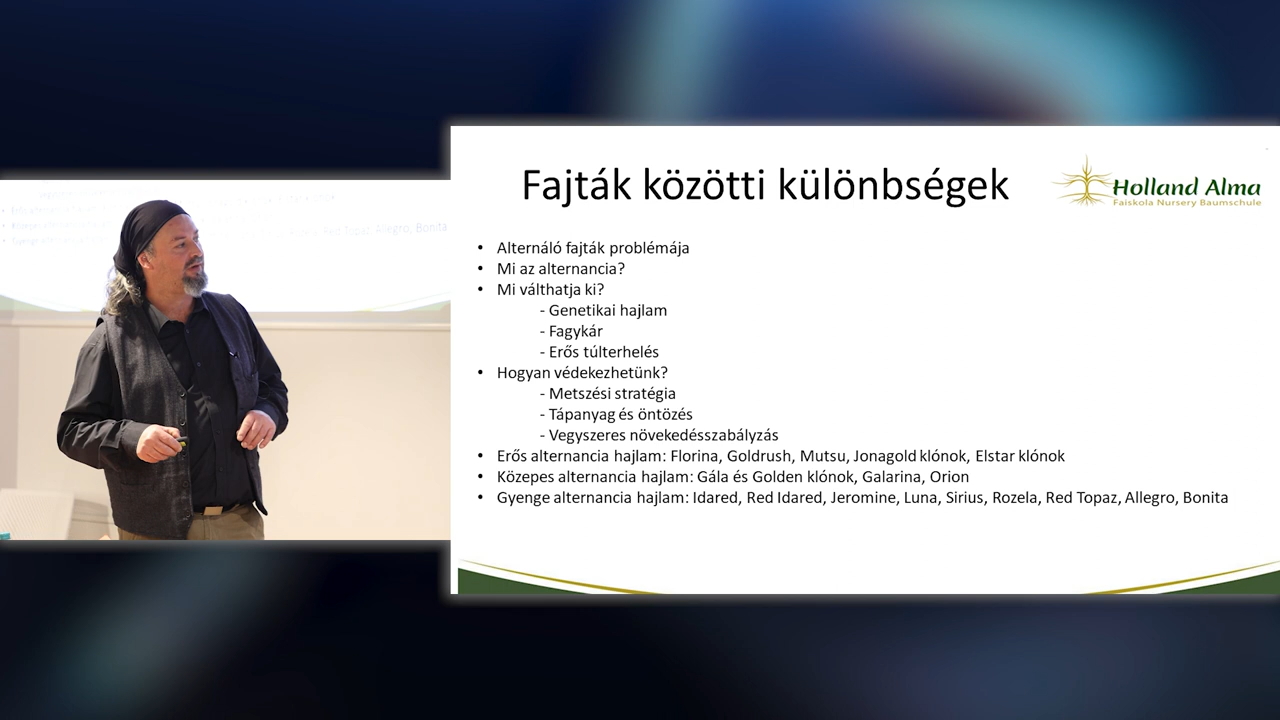 Fajták közötti különbségek
Holland Alma
Faiskola Nursery Baumschule
• Alternáló fajták problémája
• Mi az alternancia?
• Mi válthatja ki?
- Genetikai hajlam
- Fagykár
- Erős túlterhelés
• Hogyan védekezhetünk?
- Metszési stratégia
- Tápanyag és öntözés
- Vegyszeres növekedésszabályzás
• Erős alternancia hajlam: Florina, Goldrush, Mutsu, Jonagold klónok, Elstar klónok
• Közepes alternancia hajlam: Gála és Golden klónok, Galarina, Orion
• Gyenge alternancia hajlam: Idared, Red Idared, Jeromine, Luna, Sirius, Rozela, Red Topaz, Allegro, Bonita
Red Topaz, Allegro, Bonita